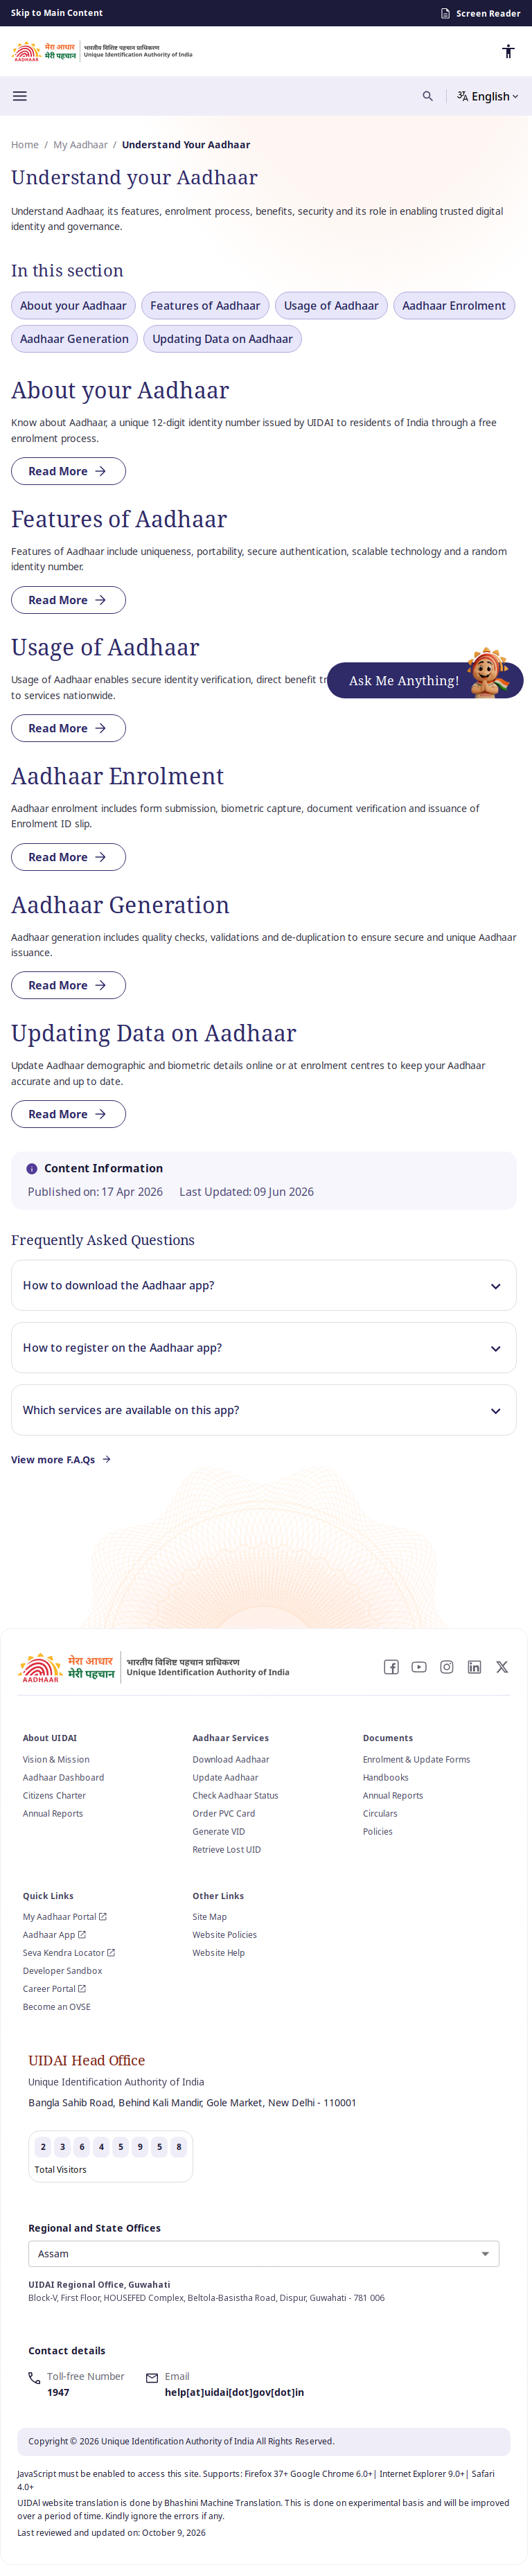 Skip to Main Content
Screen Reader
मेरा आधार
मेरी पहचान
भारतीय विशिष्ट पहचान प्राधिकरण
Unique Identification Authority of India
English
Home / My Aadhaar / Understand Your Aadhaar
Understand your Aadhaar
Understand Aadhaar, its features, enrolment process, benefits, security and its role in enabling trusted digital
identity and governance.
In this section
About your Aadhaar
Features of Aadhaar
Usage of Aadhaar
Aadhaar Enrolment
Aadhaar Generation
Updating Data on Aadhaar
About your Aadhaar
Know about Aadhaar, a unique 12-digit identity number issued by UIDAI to residents of India through a free
enrolment process.
Read More
Features of Aadhaar
Features of Aadhaar include uniqueness, portability, secure authentication, scalable technology and a random
identity number.
Read More
Usage of Aadhaar
Usage of Aadhaar enables secure identity verification, direct benefit
to services nationwide.
Ask Me Anything!
Read More
Aadhaar Enrolment
Aadhaar enrolment includes form submission, biometric capture, document verification and issuance of
Enrolment ID slip.
Read More
Aadhaar Generation
Aadhaar generation includes quality checks, validations and de-duplication to ensure secure and unique Aadhaar
issuance.
Read More
Updating Data on Aadhaar
Update Aadhaar demographic and biometric details online or at enrolment centres to keep your Aadhaar
accurate and up to date.
Read More
Content Information
Published on: 17 Apr 2026 Last Updated: 09 Jun 2026
Frequently Asked Questions
How to download the Aadhaar app?
How to register on the Aadhaar app?
Which services are available on this app?
View more F.A.Qs
AADHAAR
मेरा आधार
मेरी पहचान
भारतीय विशिष्ट पहचान प्राधिकरण
Unique Identification Authority of India
About UIDAI
Vision & Mission
Aadhaar Dashboard
Citizens Charter
Annual Reports
Aadhaar Services
Download Aadhaar
Update Aadhaar
Check Aadhaar Status
Order PVC Card
Generate VID
Retrieve Lost UID
Documents
Enrolment & Update Forms
Handbooks
Annual Reports
Circulars
Policies
Quick Links
My Aadhaar Portal
Aadhaar App
Seva Kendra Locator
Developer Sandbox
Career Portal
Become an OVSE
Other Links
Site Map
Website Policies
Website Help
UIDAI Head Office
Unique Identification Authority of India
Bangla Sahib Road, Behind Kali Mandir, Gole Market, New Delhi - 110001
2 3 6 4 5 9 5 8
Total Visitors
Regional and State Offices
Assam
UIDAI Regional Office, Guwahati
Block-V, First Floor, HOUSEFED Complex, Beltola-Basistha Road, Dispur, Guwahati - 781 006
Contact details
Toll-free Number
1947
Email
help[at]uidai[dot]gov[dot]in
Copyright © 2026 Unique Identification Authority of India All Rights Reserved.
JavaScript must be enabled to access this site. Supports: Firefox 37+ Google Chrome 6.0+| Internet Explorer 9.0+| Safari
4.0+
UIDAI website translation is done by Bhashini Machine Translation. This is done on experimental basis and will be improved
over a period of time. Kindly ignore the errors if any.
Last reviewed and updated on: October 9, 2026